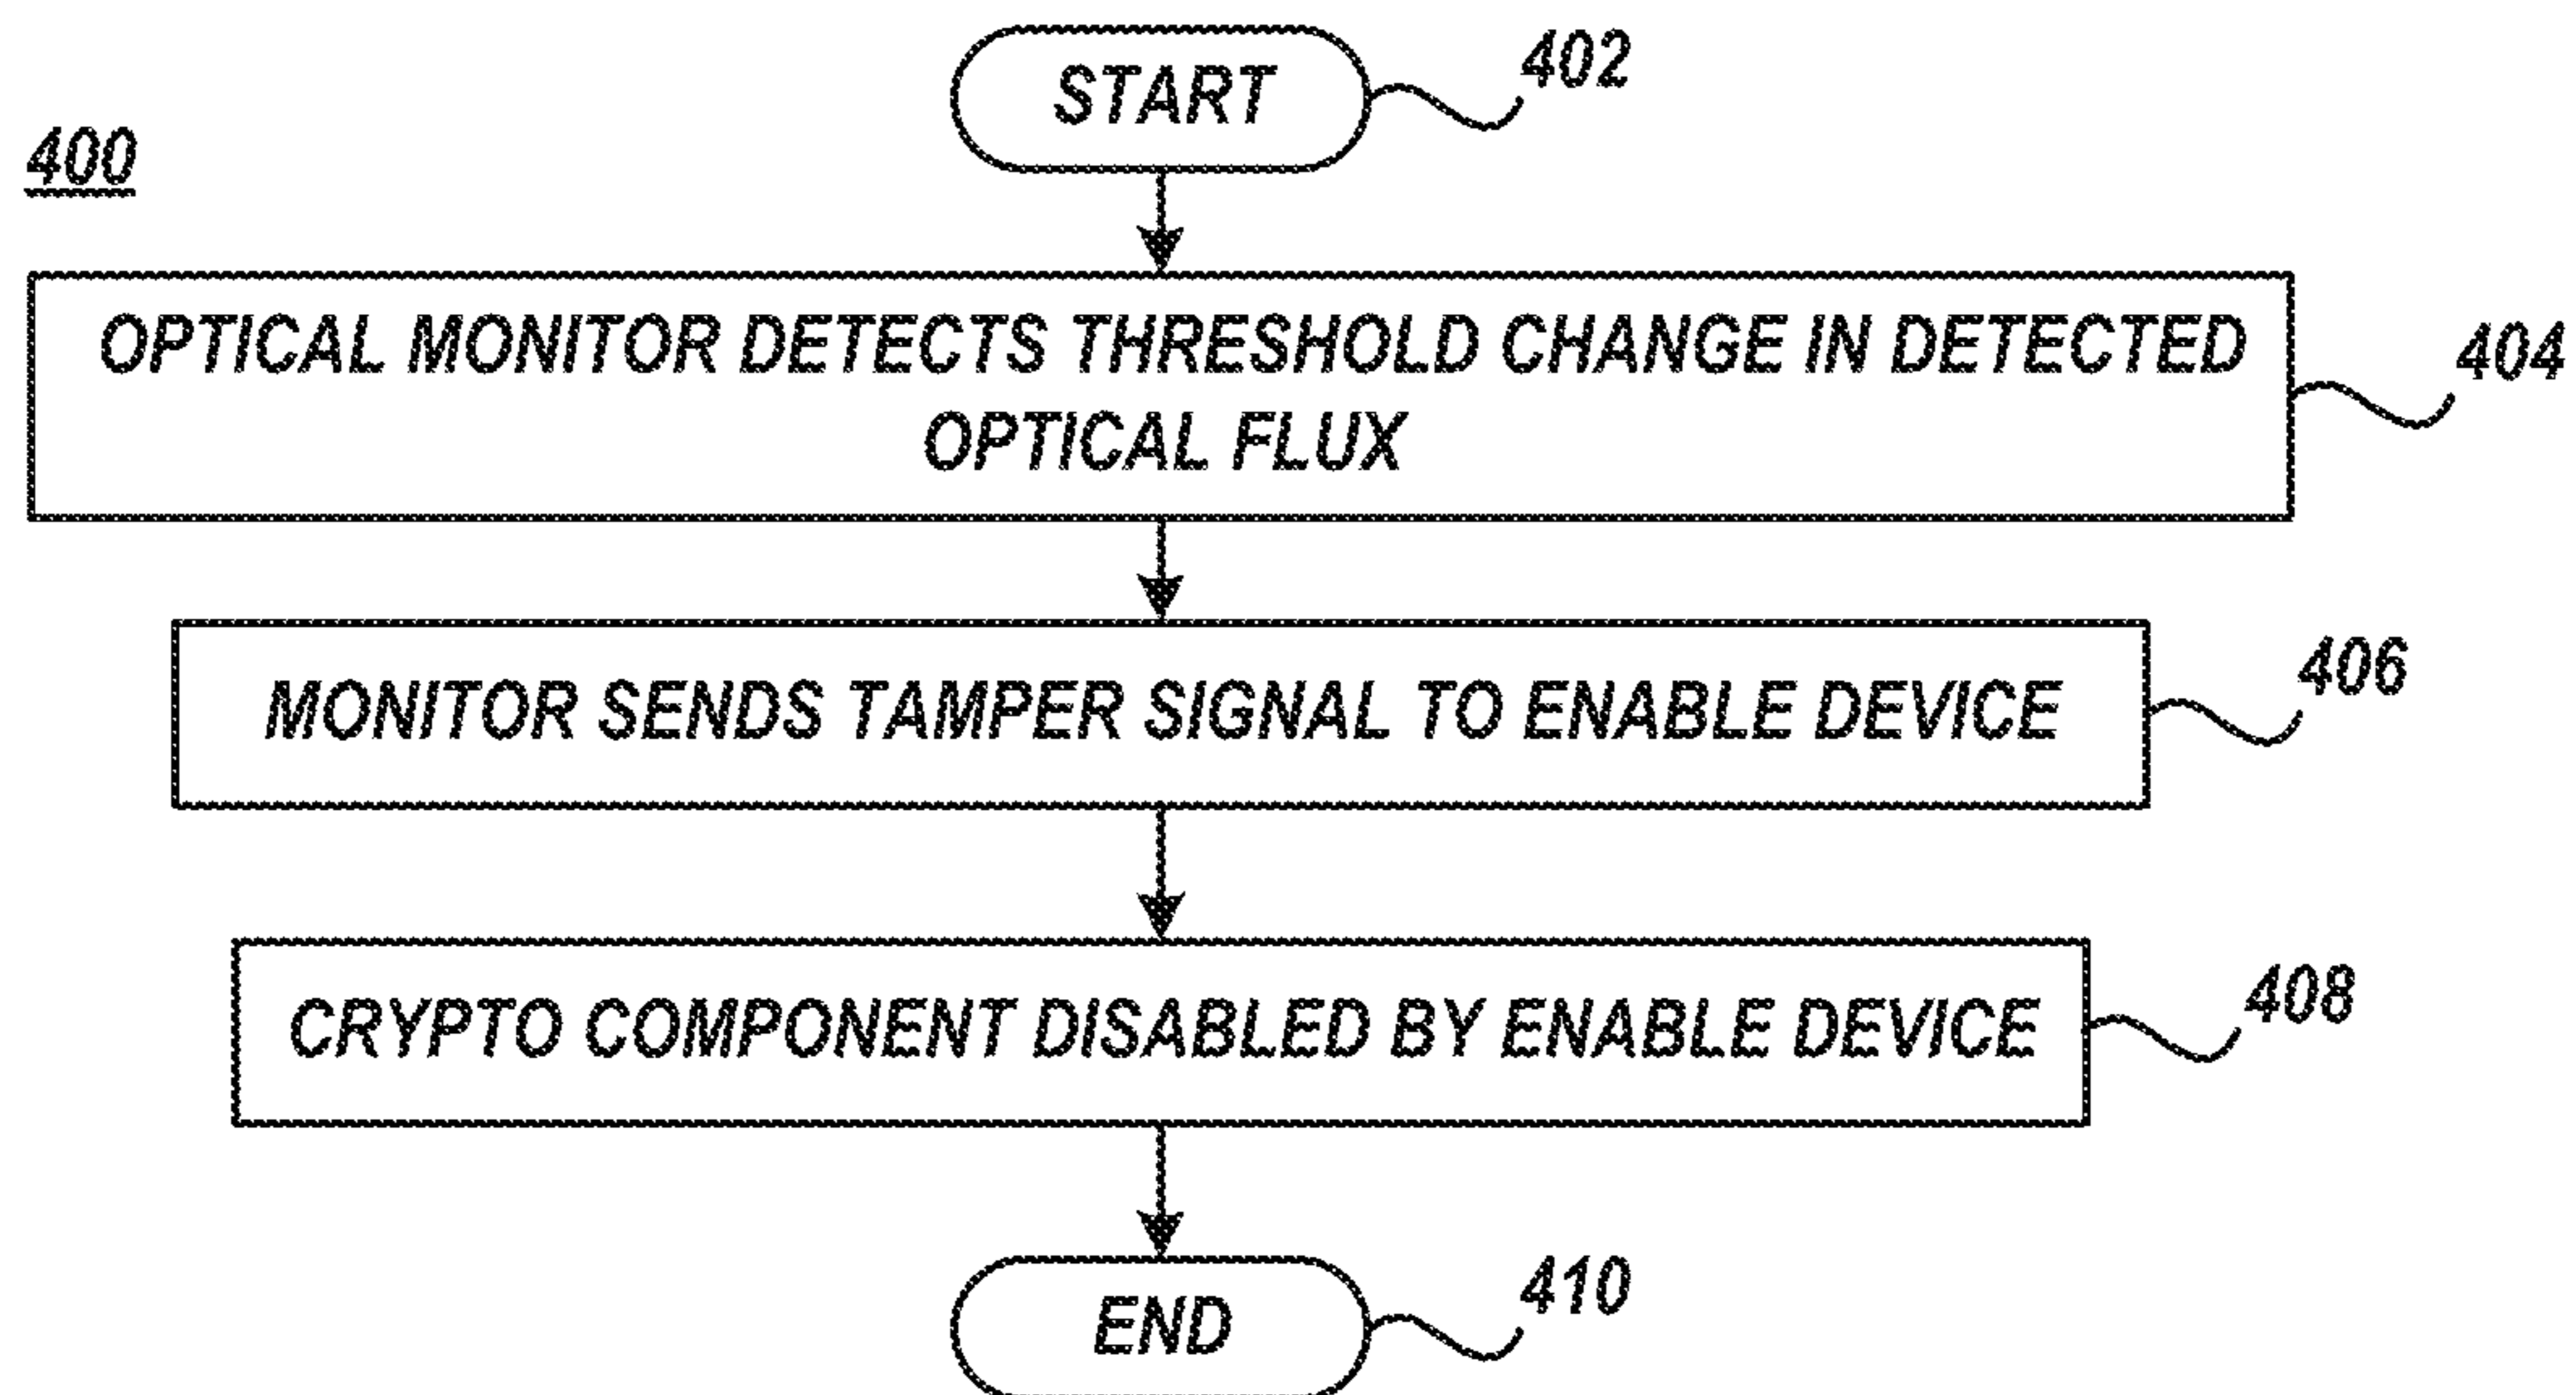 START
402
400
OPTICAL MONITOR DETECTS THRESHOLD CHANGE IN DETECTED
OPTICAL FLUX
404
MONITOR SENDS TAMPER SIGNAL TO ENABLE DEVICE
406
CRYPTO COMPONENT DISABLED BY ENABLE DEVICE
408
END
410